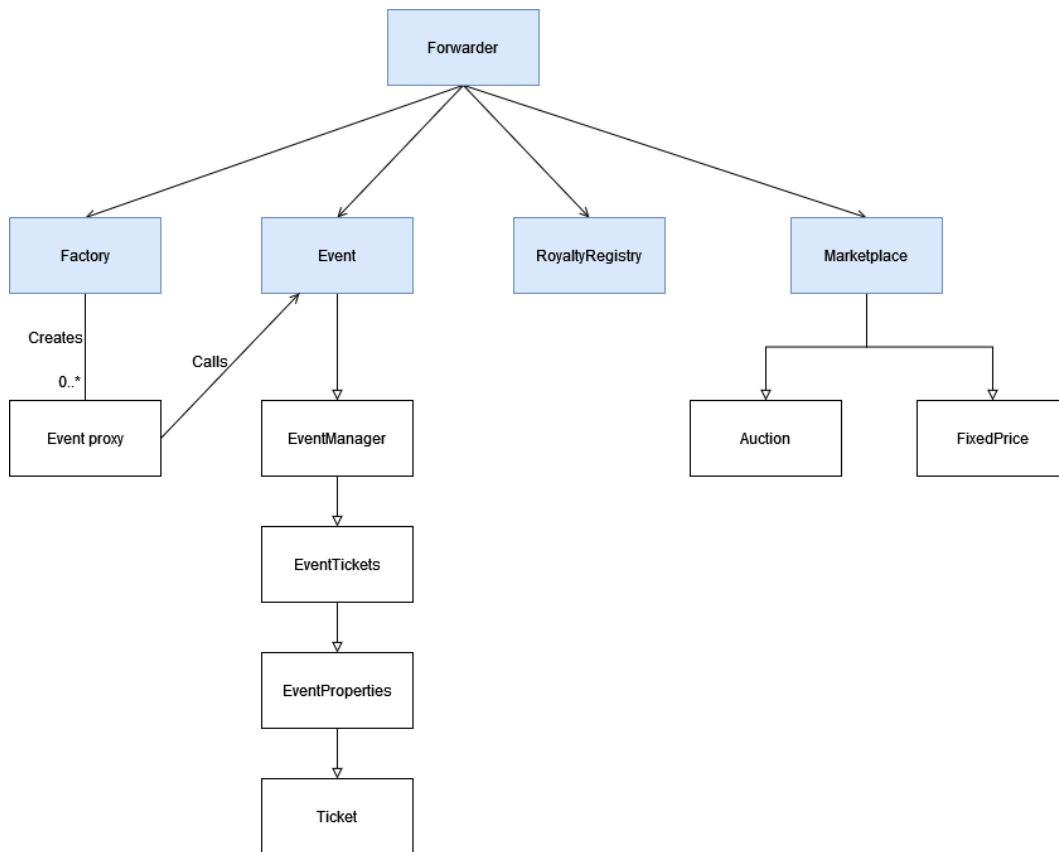 Forwarder
Factory
Event
RoyaltyRegistry
Marketplace
Creates
Calls
0..*
Event proxy
EventManager
Auction
FixedPrice
EventTickets
EventProperties
Ticket